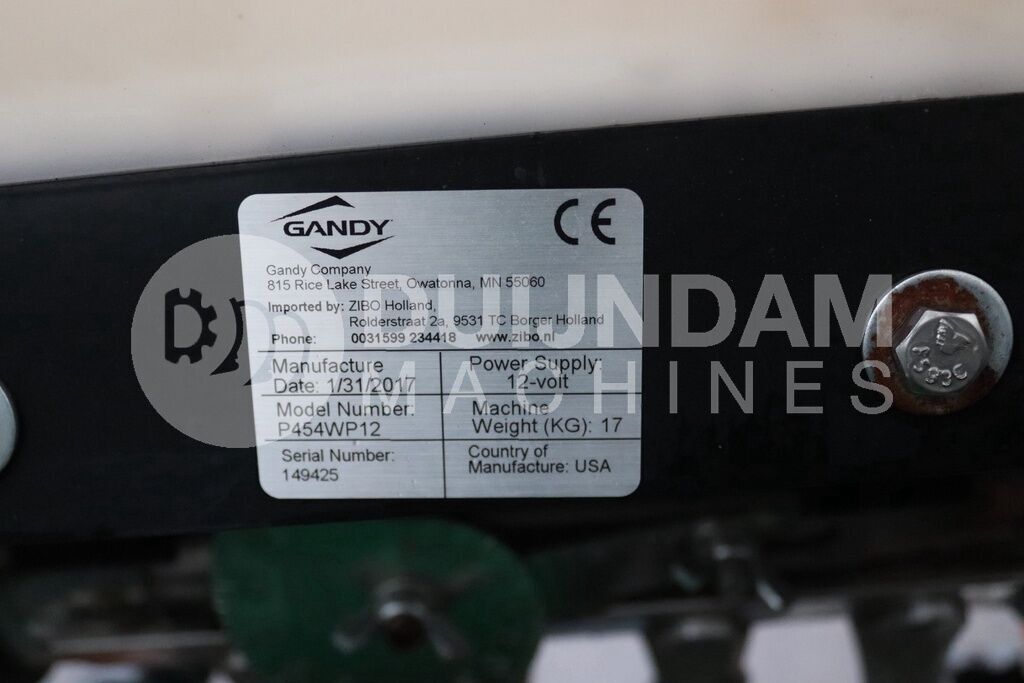 GANDY
CE
Gandy Company
815 Rice Lake Street, Owatonna, MN 55060
Imported by: ZIBO Holland,
Rolderstraat 2a, 9531 TC Borger Holland
Phone: 0031599 234418 www.zibo.nl
Manufacture
Date: 1/31/2017
Power Supply:
12-volt
Model Number:
P454WP12
Machine
Weight (KG): 17
Serial Number:
149425
Country of
Manufacture: USA
DUIJNDAM
MACHINES